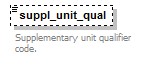 suppl_unit_qual
Supplementary unit qualifier
code.